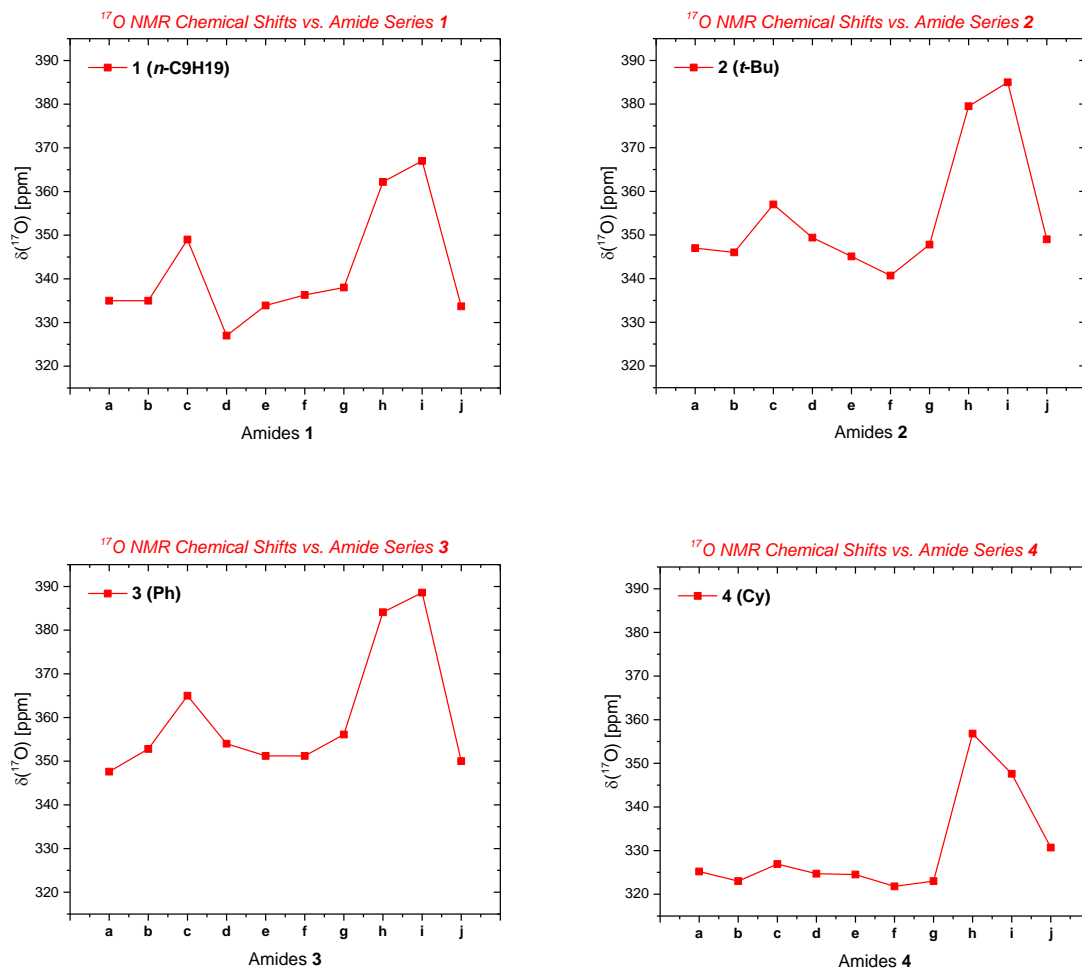 ¹⁷O NMR Chemical Shifts vs. Amide Series 1
1 (n-C9H19)
δ(¹⁷O) [ppm]
390
380
370
360
350
340
330
320
a b c d e f g h i j
Amides 1
¹⁷O NMR Chemical Shifts vs. Amide Series 2
2 (t-Bu)
δ(¹⁷O) [ppm]
390
380
370
360
350
340
330
320
a b c d e f g h i j
Amides 2
¹⁷O NMR Chemical Shifts vs. Amide Series 3
3 (Ph)
δ(¹⁷O) [ppm]
390
380
370
360
350
340
330
320
a b c d e f g h i j
Amides 3
¹⁷O NMR Chemical Shifts vs. Amide Series 4
4 (Cy)
δ(¹⁷O) [ppm]
390
380
370
360
350
340
330
320
a b c d e f g h i j
Amides 4